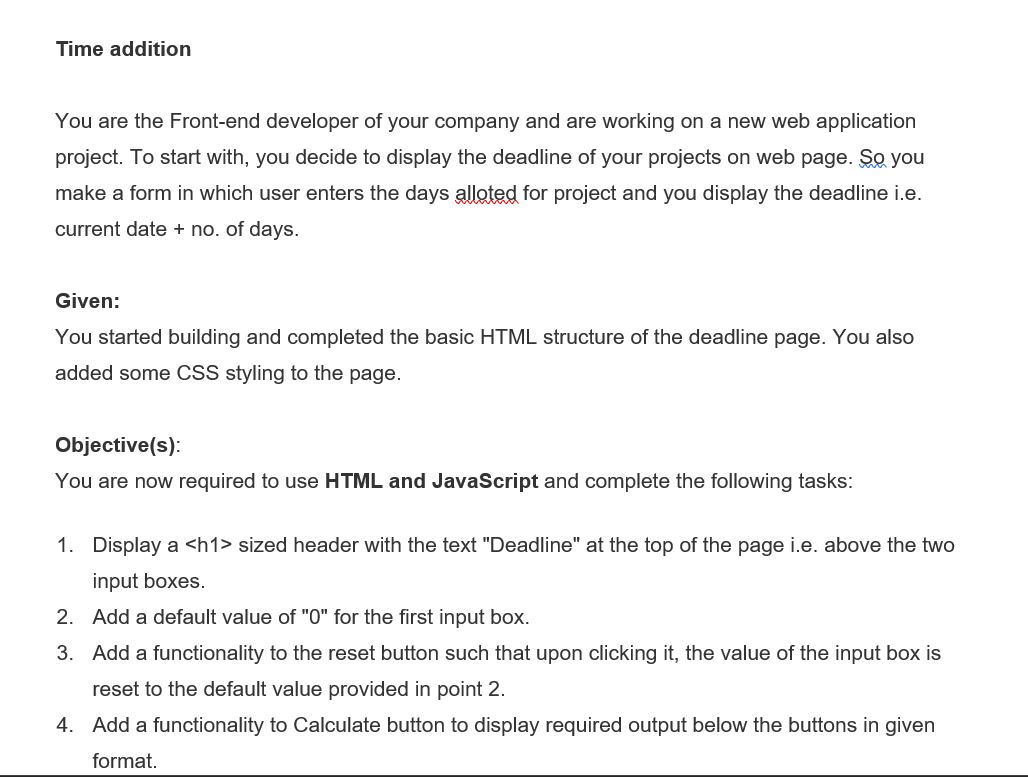 Time addition
You are the Front-end developer of your company and are working on a new web application
project. To start with, you decide to display the deadline of your projects on web page. So you
make a form in which user enters the days alloted for project and you display the deadline i.e.
current date + no. of days.
Given:
You started building and completed the basic HTML structure of the deadline page. You also
added some CSS styling to the page.
Objective(s):
You are now required to use HTML and JavaScript and complete the following tasks:
1. Display a <h1> sized header with the text "Deadline" at the top of the page i.e. above the two
input boxes.
2. Add a default value of "0" for the first input box.
3. Add a functionality to the reset button such that upon clicking it, the value of the input box is
reset to the default value provided in point 2.
4. Add a functionality to Calculate button to display required output below the buttons in given
format.